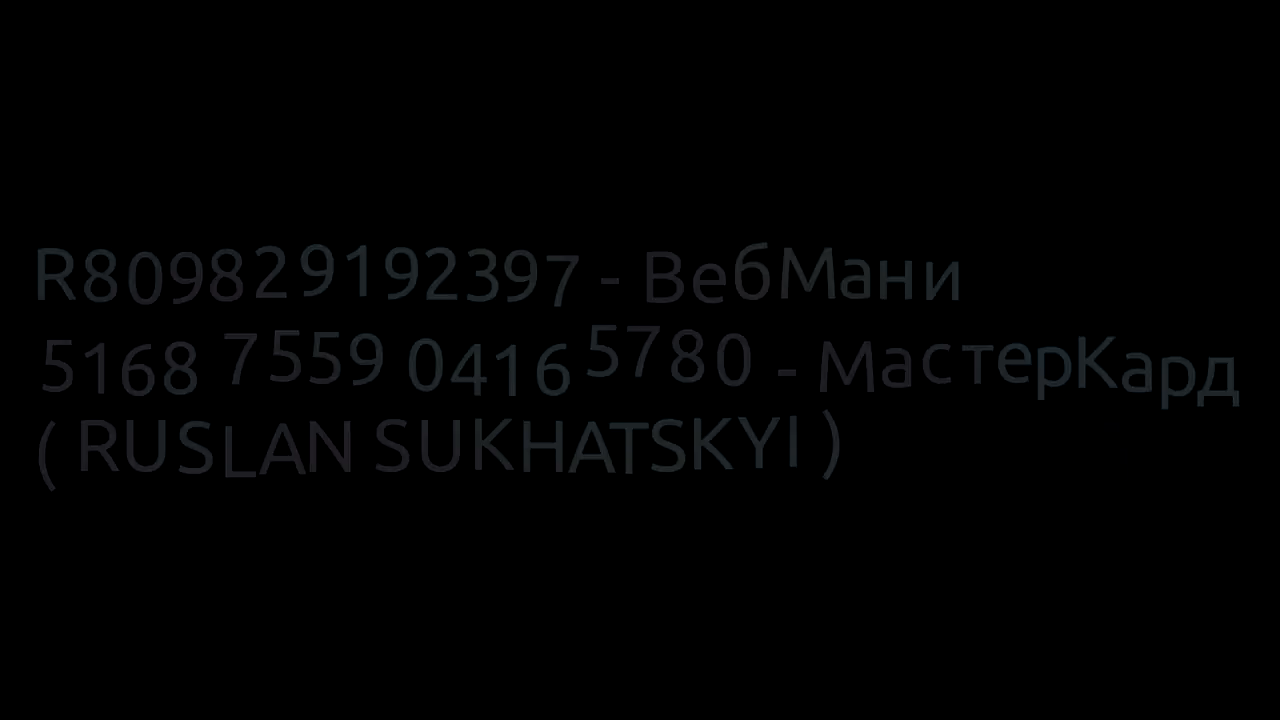 R809829192397 - ВебМани
5168 7559 0416 5780 - МастерКард
( RUSLAN SUKHATSKYI )